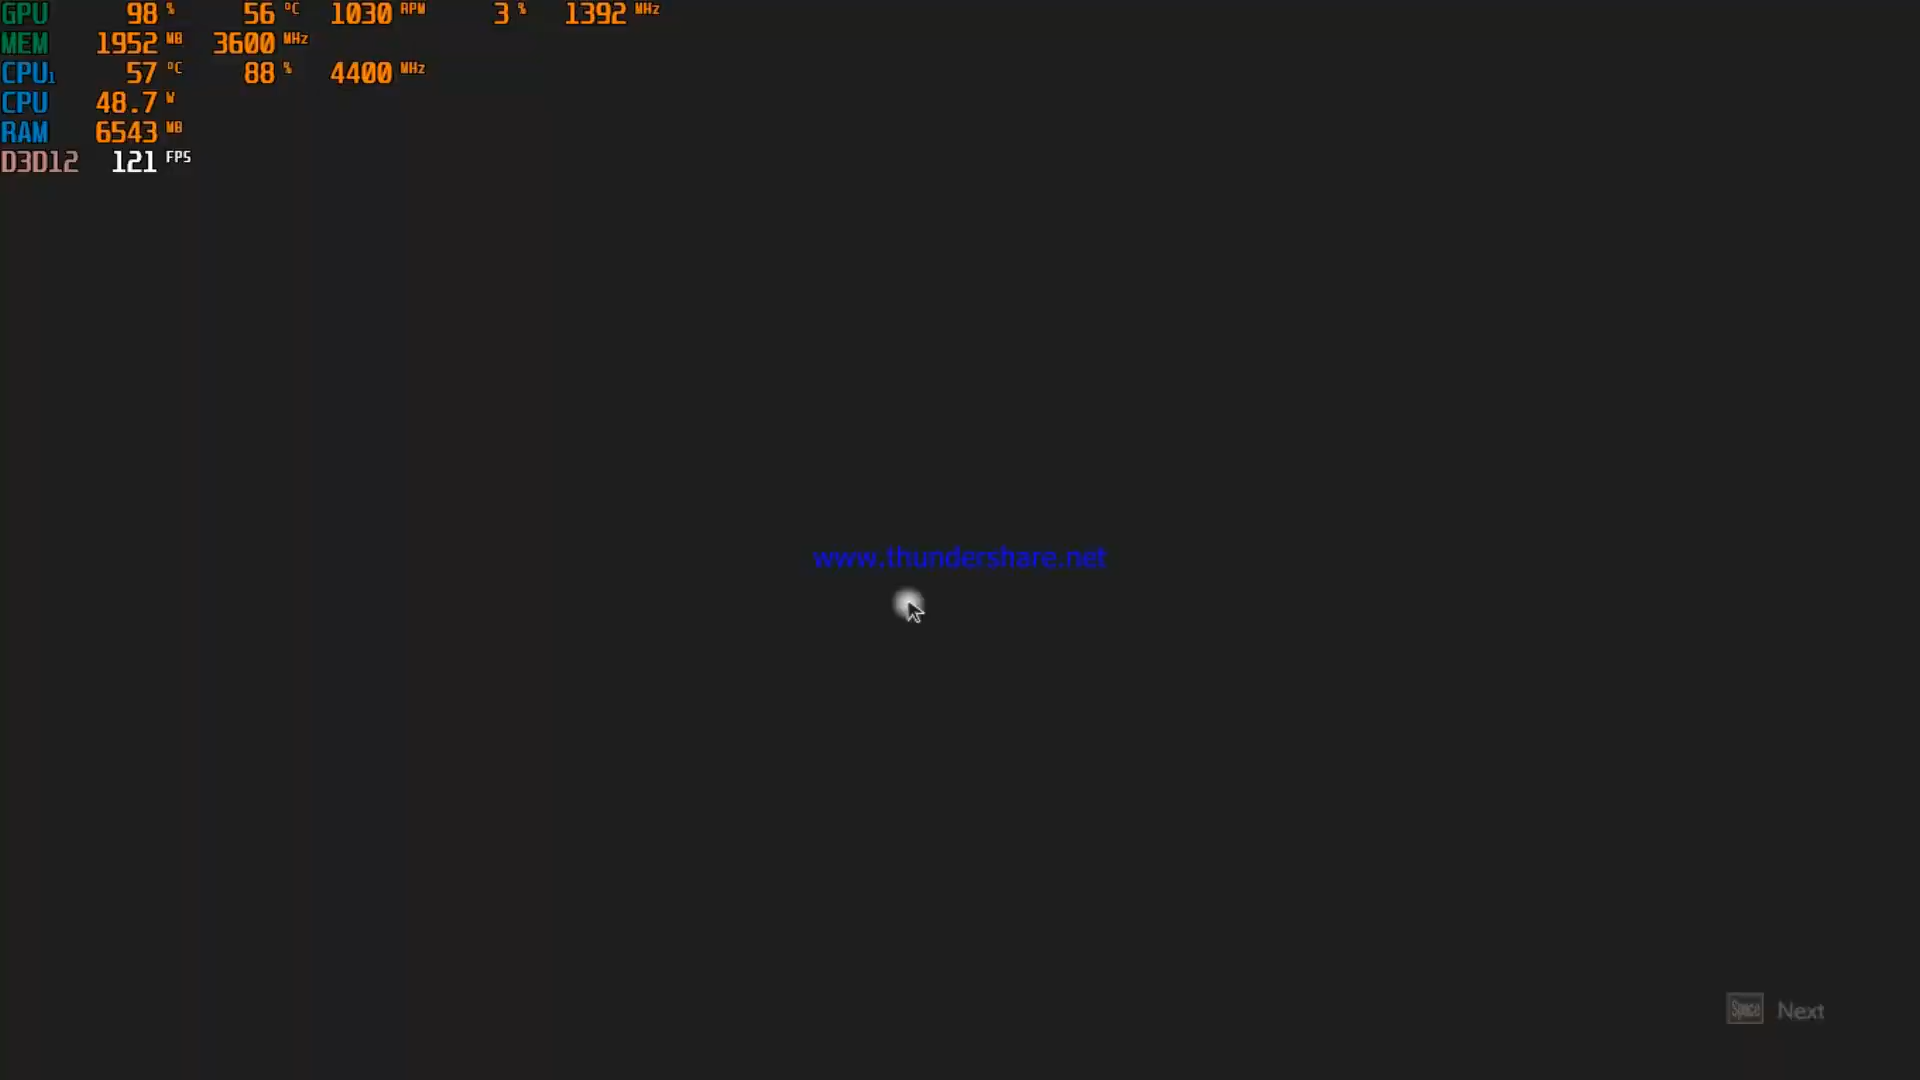 GPU 98 % 56 °C 1030 RPM 3 % 1392 MHz
MEM 1952 MB 3600 MHz
CPU1 57 °C 88 % 4400 MHz
CPU 48.7 W
RAM 6543 MB
D3D12 121 FPS
www.thundershare.net
Space Next